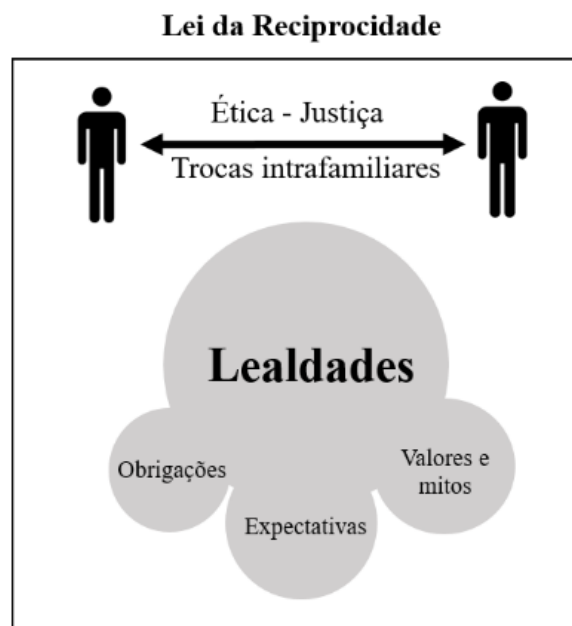 Lei da Reciprocidade
Ética - Justiça
Trocas intrafamiliares
Lealdades
Obrigações
Expectativas
Valores e
mitos